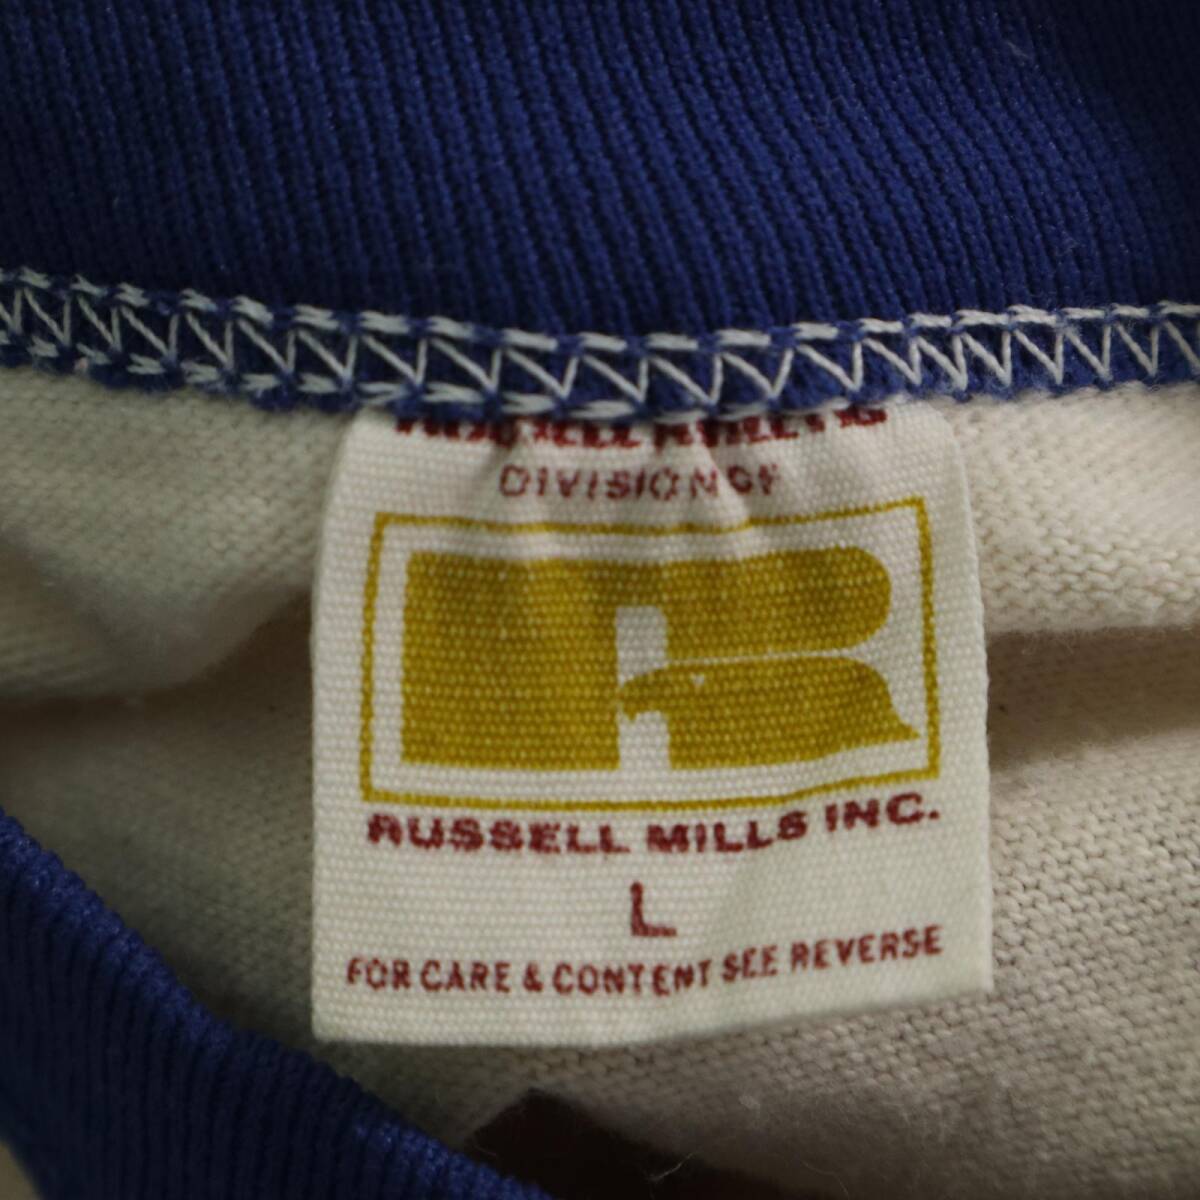 DIVISION OF
R
RUSSELL MILLS INC.
L
FOR CARE & CONTENT SEE REVERSE